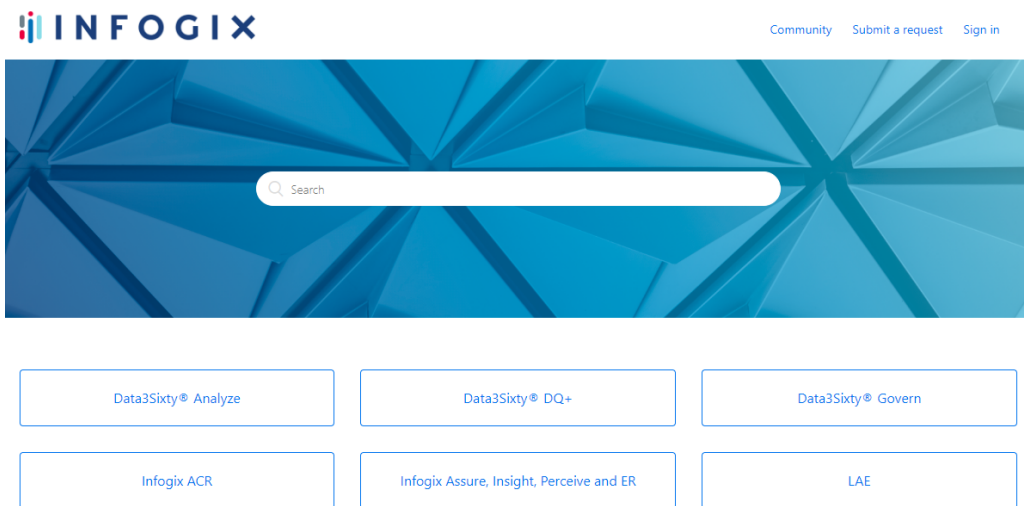 INFOGIX
Community Submit a request Sign in
Search
Data3Sixty® Analyze
Data3Sixty® DQ+
Data3Sixty® Govern
Infogix ACR
Infogix Assure, Insight, Perceive and ER
LAE